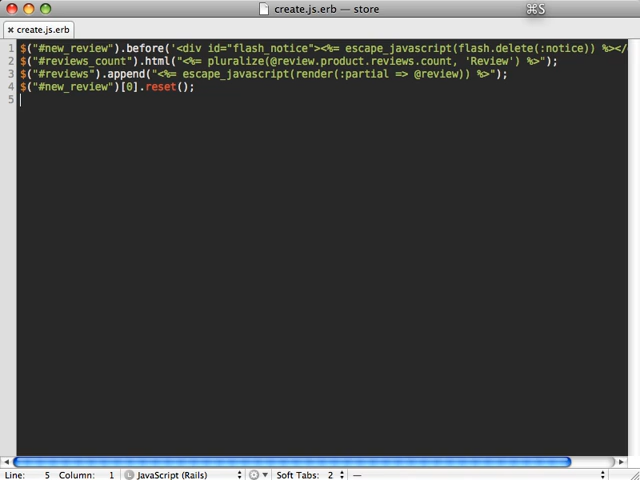 create.js.erb — store
⌘S
create.js.erb
1 $("#new_review").before('<div id="flash_notice"><%= escape_javascript(flash.delete(:notice)) %></
2 $("#reviews_count").html("<%= pluralize(@review.product.reviews.count, 'Review') %>");
3 $("#reviews").append("<%= escape_javascript(render(:partial => @review)) %>");
4 $("#new_review")[0].reset();
5
Line: 5 Column: 1 L JavaScript (Rails) Soft Tabs: 2 —